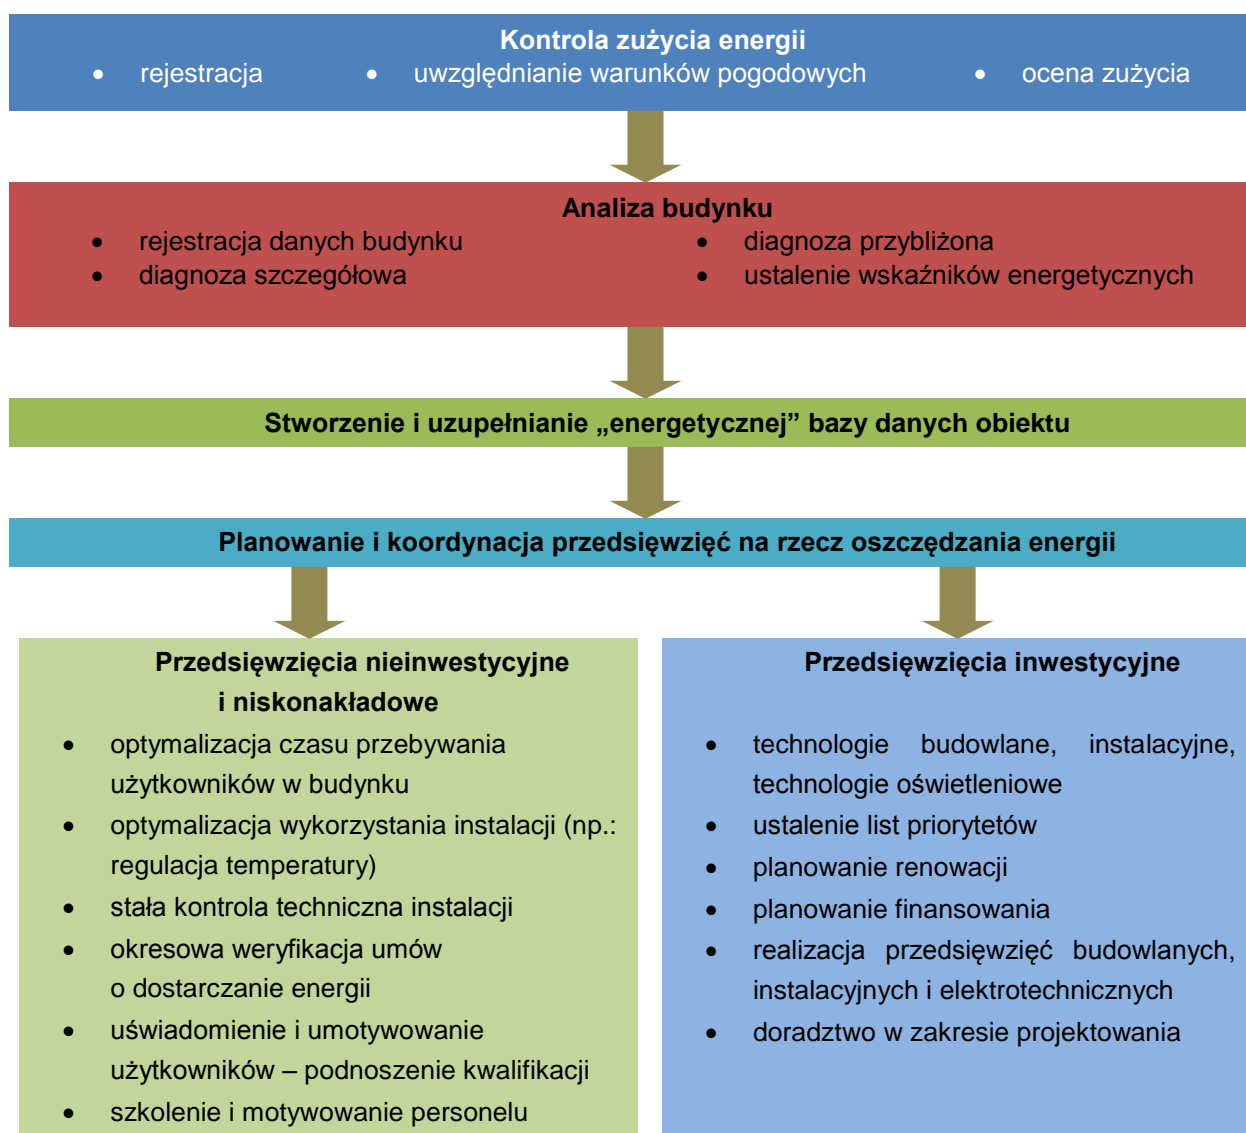 Kontrola zużycia energii
• rejestracja • uwzględnianie warunków pogodowych • ocena zużycia
Analiza budynku
• rejestracja danych budynku • diagnoza przybliżona
• diagnoza szczegółowa • ustalenie wskaźników energetycznych
Stworzenie i uzupełnianie „energetycznej” bazy danych obiektu
Planowanie i koordynacja przedsięwzięć na rzecz oszczędzania energii
Przedsięwzięcia nieinwestycyjne
i niskonakładowe
• optymalizacja czasu przebywania
użytkowników w budynku
• optymalizacja wykorzystania instalacji (np.:
regulacja temperatury)
• stała kontrola techniczna instalacji
• okresowa weryfikacja umów
o dostarczanie energii
• uświadomienie i umotywowanie
użytkowników – podnoszenie kwalifikacji
• szkolenie i motywowanie personelu
Przedsięwzięcia inwestycyjne
• technologie budowlane, instalacyjne,
technologie oświetleniowe
• ustalenie list priorytetów
• planowanie renowacji
• planowanie finansowania
• realizacja przedsięwzięć budowlanych,
instalacyjnych i elektrotechnicznych
• doradztwo w zakresie projektowania